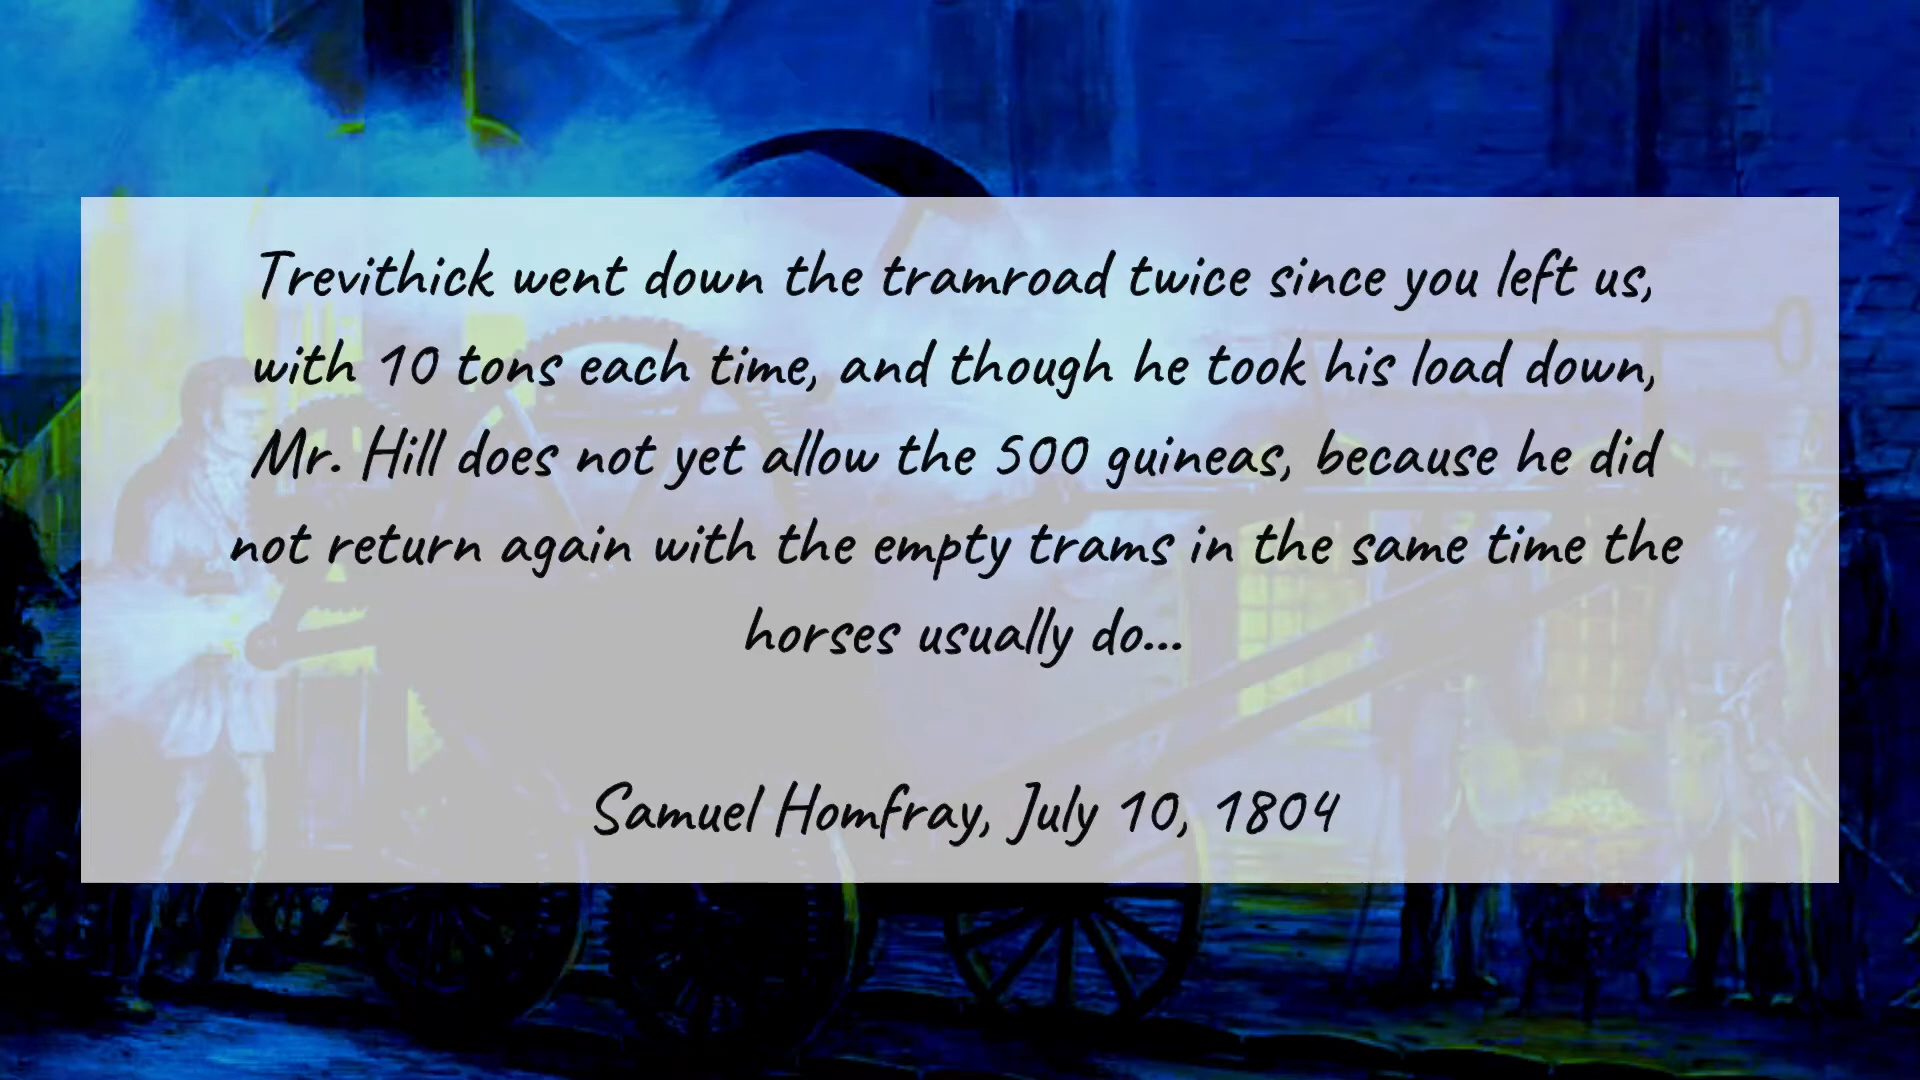 Trevithick went down the tramroad twice since you left us,
with 10 tons each time, and though he took his load down,
Mr. Hill does not yet allow the 500 guineas, because he did
not return again with the empty trams in the same time the
horses usually do...
Samuel Homfray, July 10, 1804